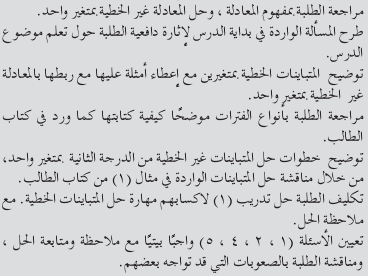 مراجعة الطلبة بمفهوم المعادلة ، وحل المعادلة غير الخطية بمتغير واحد.
طرح المسألة الواردة في بداية الدرس لإثارة دافعية الطلبة حول تعلم موضوع
الدرس.
توضيح المتباينات الخطية بمتغيرين مع إعطاء أمثلة عليها مع ربطها بالمعادلة
غير الخطية بمتغير واحد.
مراجعة الطلبة بأنواع الفترات موضحًا كيفية كتابتها كما ورد في كتاب
الطالب.
توضيح خطوات حل المتباينات غير الخطية من الدرجة الثانية بمتغير واحد،
من خلال مناقشة حل المتباينات الواردة في مثال (١) من كتاب الطالب.
تكليف الطلبة حل تدريب (١) لاكسابهم مهارة حل المتباينات الخطية. مع
ملاحظة الحل.
تعيين الأسئلة (١ ، ٢ ، ٤ ، ٥) واجبًا بيتيًا مع ملاحظة ومتابعة الحل ،
ومناقشة الطلبة بالصعوبات التي قد تواجه بعضهم.